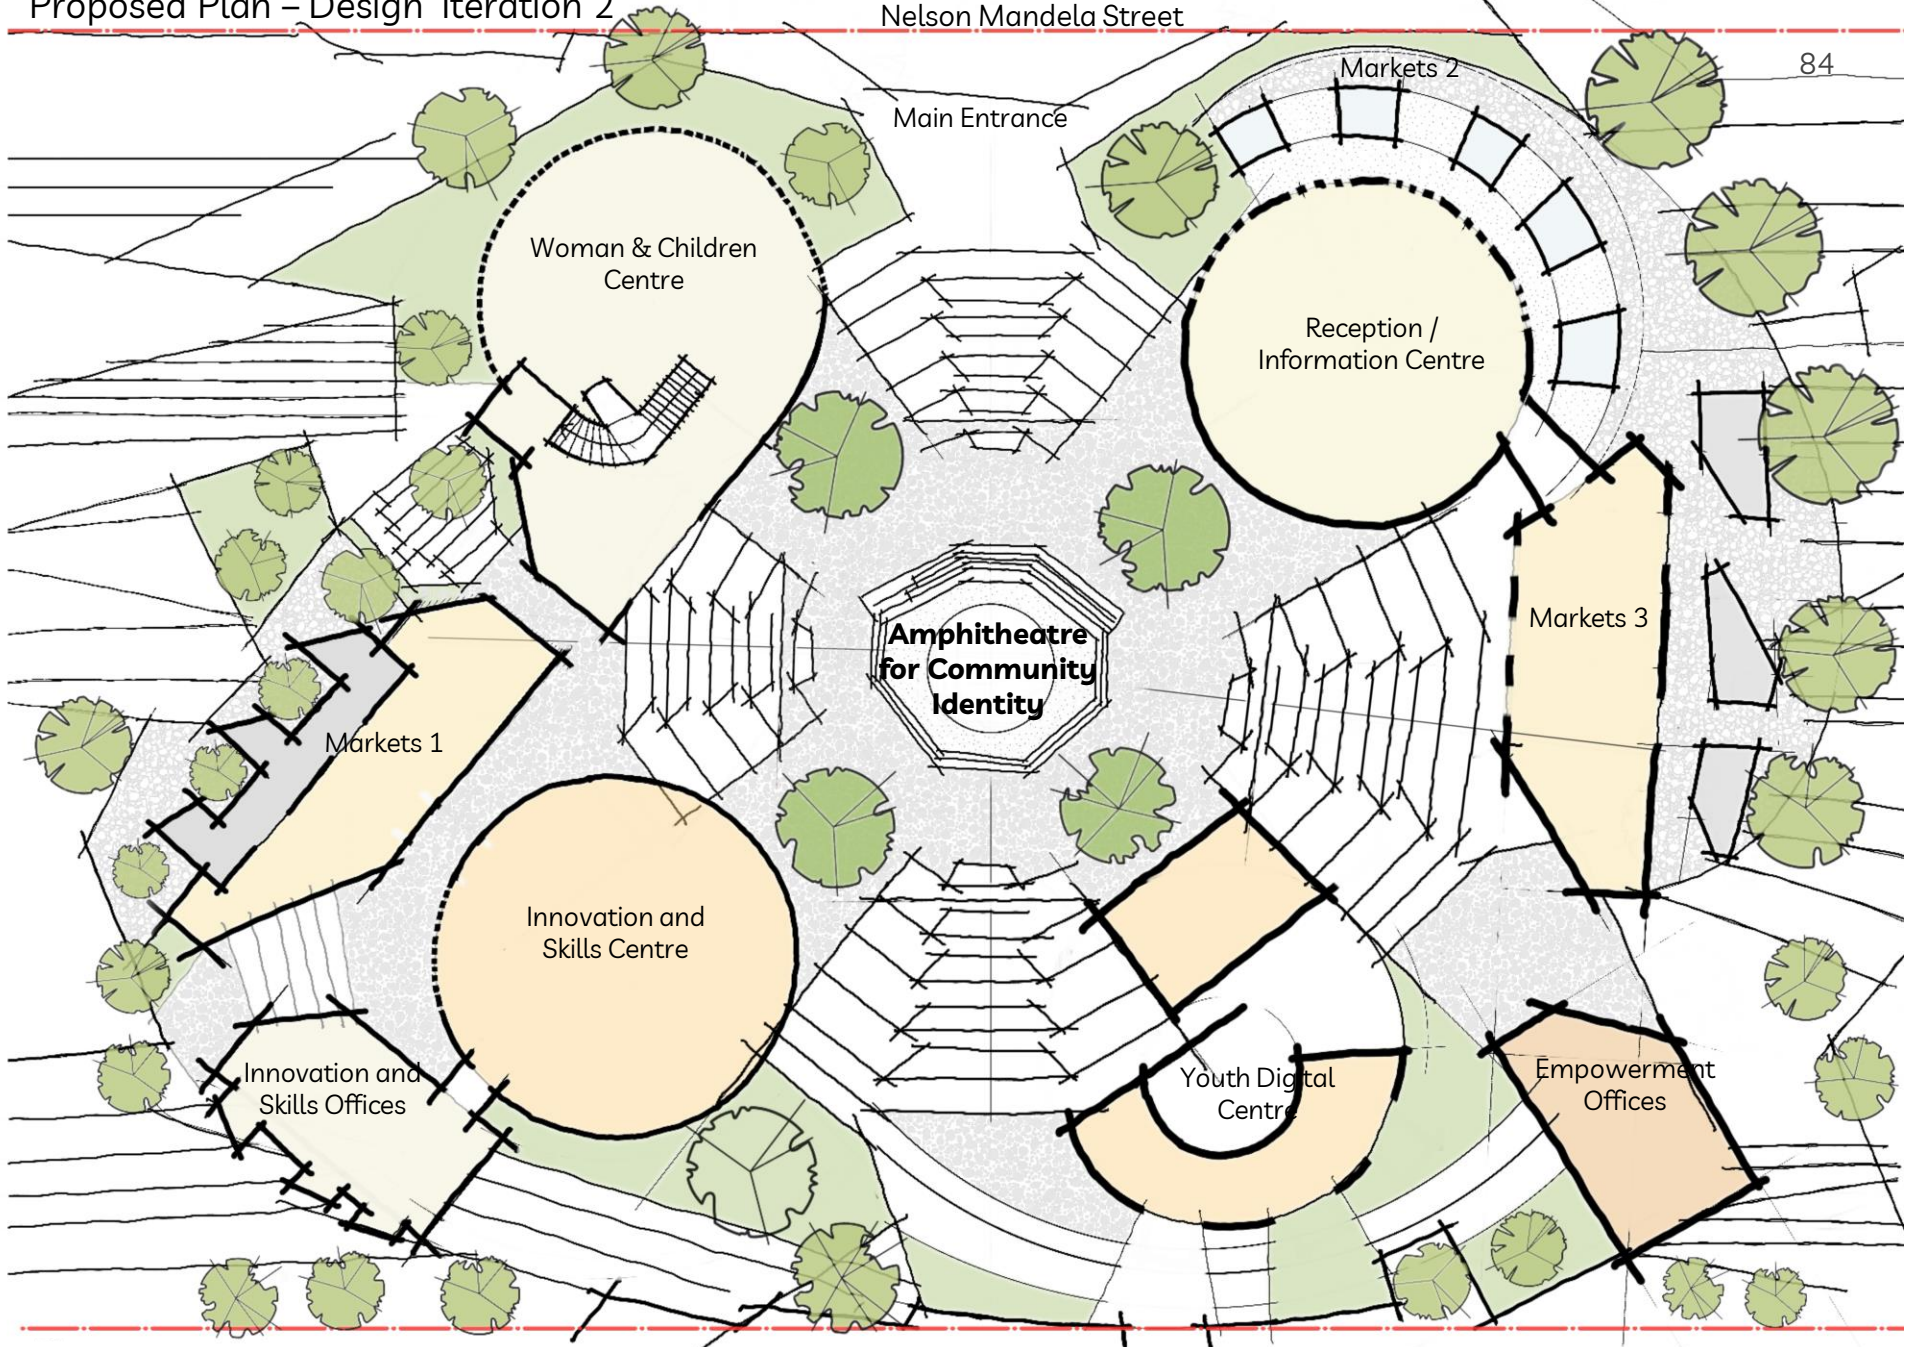 Proposed Plan – Design Iteration 2
Nelson Mandela Street
84
Markets 2
Main Entrance
Woman & Children
Centre
Reception /
Information Centre
Markets 3
Amphitheatre
for Community
Identity
Markets 1
Innovation and
Skills Centre
Innovation and
Skills Offices
Youth Digital
Centre
Empowerment
Offices